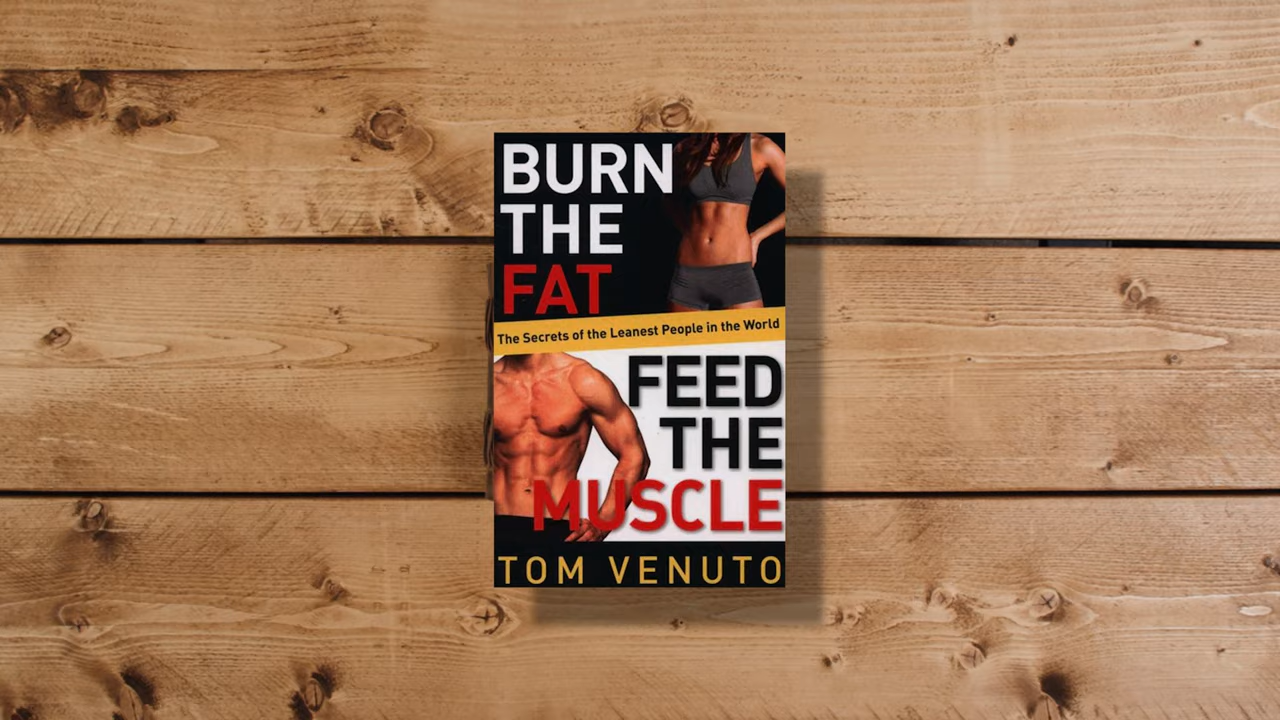 BURN
THE
FAT
The Secrets of the Leanest People in the World
FEED
THE
MUSCLE
TOM VENUTO